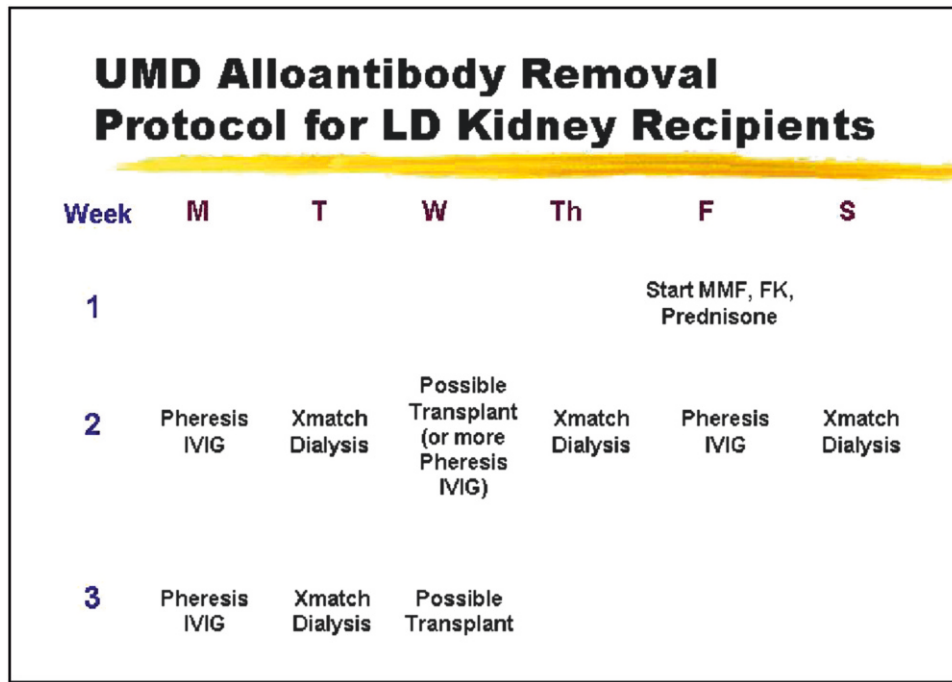 UMD Alloantibody Removal
Protocol for LD Kidney Recipients
Week M T W Th F S
1
Start MMF, FK,
Prednisone
2
Pheresis
IVIG
Xmatch
Dialysis
Possible
Transplant
(or more
Pheresis
IVIG)
Xmatch
Dialysis
Pheresis
IVIG
Xmatch
Dialysis
3
Pheresis
IVIG
Xmatch
Dialysis
Possible
Transplant